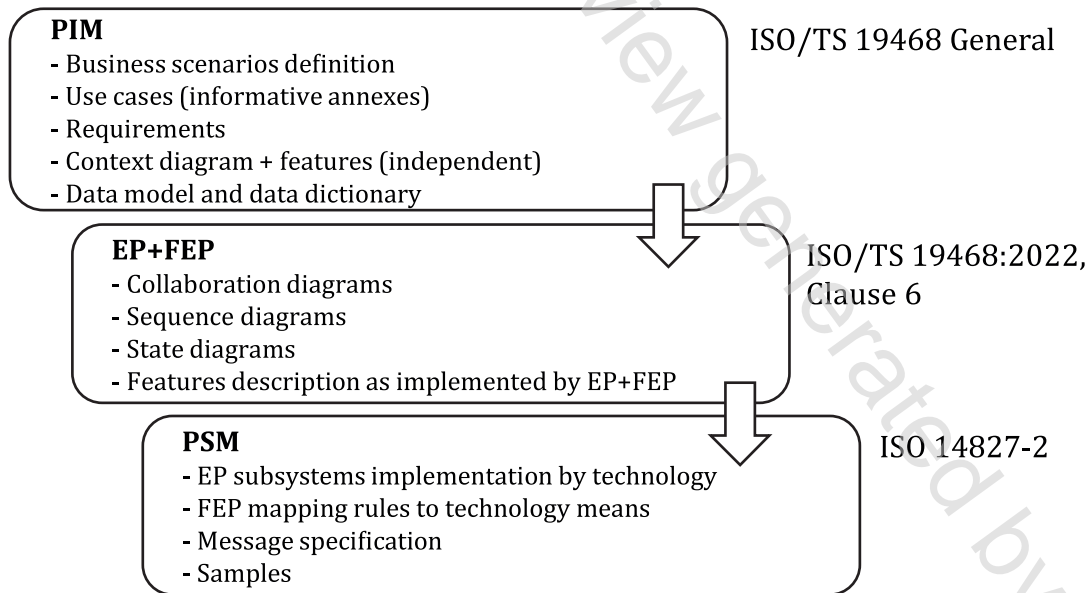 PIM
- Business scenarios definition
- Use cases (informative annexes)
- Requirements
- Context diagram + features (independent)
- Data model and data dictionary
ISO/TS 19468 General
EP+FEP
- Collaboration diagrams
- Sequence diagrams
- State diagrams
- Features description as implemented by EP+FEP
ISO/TS 19468:2022,
Clause 6
PSM
- EP subsystems implementation by technology
- FEP mapping rules to technology means
- Message specification
- Samples
ISO 14827-2
view generated by